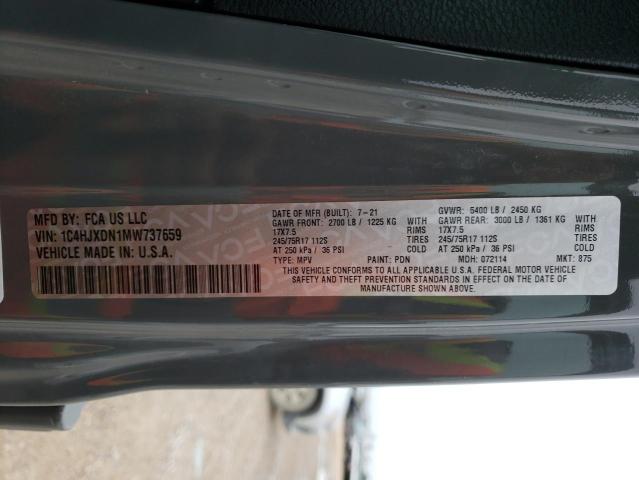 MFD BY: FCA US LLC
VIN: 1C4HJXDN1MW737659
VEHICLE MADE IN: U.S.A.
DATE OF MFR (BUILT): 7-21 GVWR: 5400 LB / 2450 KG
GAWR FRONT: 2700 LB / 1225 KG WITH GAWR REAR: 3000 LB / 1361 KG WITH
17X7.5 RIMS 17X7.5 RIMS
245/75R17 112S TIRES 245/75R17 112S TIRES
AT 250 kPa / 36 PSI COLD AT 250 kPa / 36 PSI COLD
TYPE: MPV PAINT: PDN MDH: 072114 MKT: 875
THIS VEHICLE CONFORMS TO ALL APPLICABLE U.S.A. FEDERAL MOTOR VEHICLE
SAFETY AND THEFT PREVENTION STANDARDS IN EFFECT ON THE DATE OF
MANUFACTURE SHOWN ABOVE.